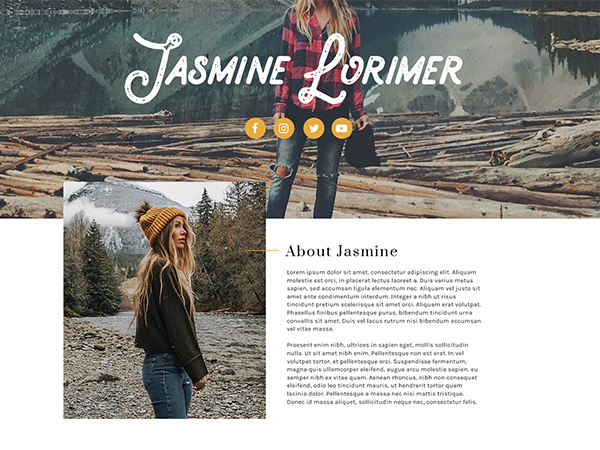 Jasmine Lorimer
About Jasmine
Lorem ipsum dolor sit amet, consectetur adipiscing elit. Aliquam
molestie est orci, in placerat lectus laoreet a. Duis varius metus
sapien, sed accumsan ligula elementum nec. Aliquam vel justo sit
amet ante condimentum interdum. Integer a nibh ut risus
tincidunt pretium scelerisque sit amet orci. Aliquam erat volutpat.
Phasellus finibus pellentesque purus, bibendum tincidunt urna
convallis sit amet. Duis vel lacus rutrum nisi bibendum accumsan
vel vitae massa.
Praesent enim nibh, ultrices in sapien eget, mollis sollicitudin
nulla. Ut sit amet nibh enim. Pellentesque non est erat. In vel
volutpat tortor, et pellentesque orci. Suspendisse fermentum,
magna quis ullamcorper eleifend, augue arcu molestie sapien, eu
semper nibh ex vitae quam. Aenean rhoncus, nibh non consequat
eleifend, odio leo tincidunt mauris, ut hendrerit tortor quam
lacinia dolor. Pellentesque a massa nec nisi mattis tristique.
Donec id massa aliquet, sollicitudin neque nec, consectetur felis.